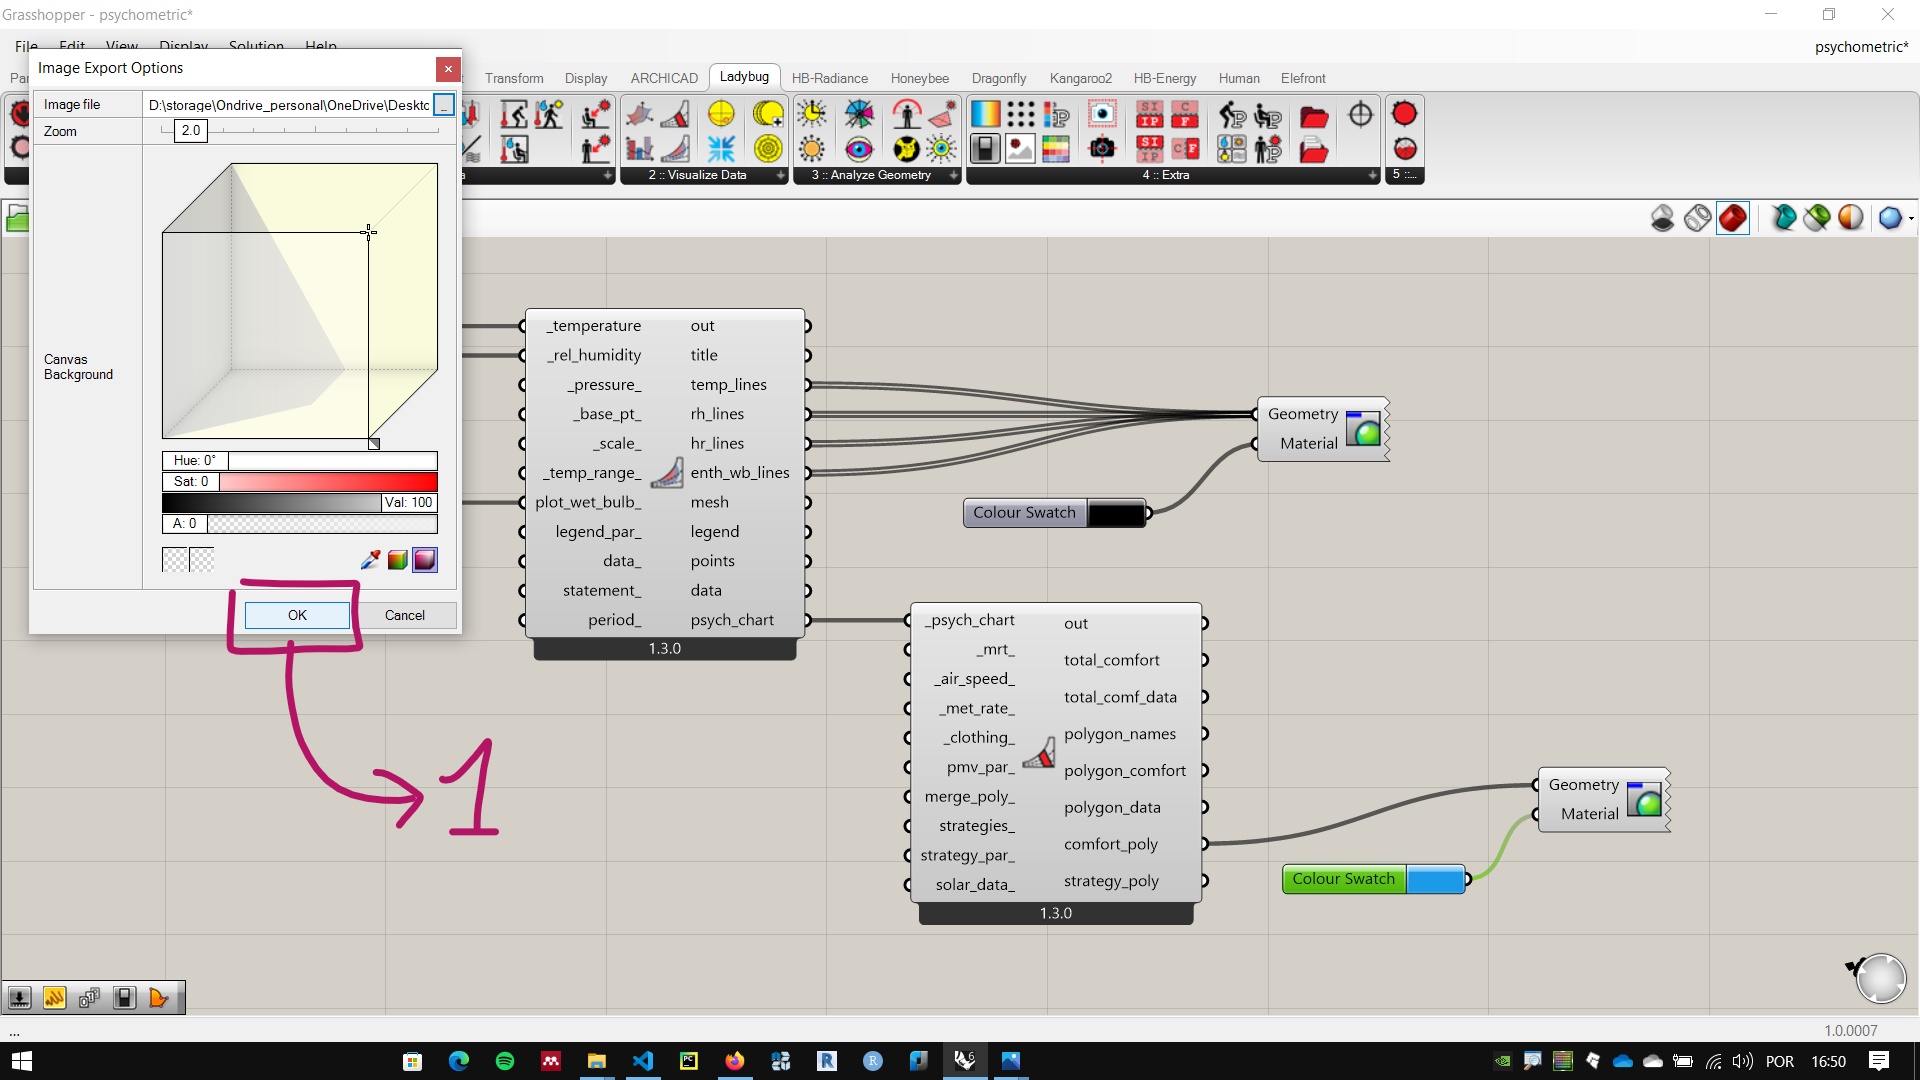 Grasshopper - psychometric*
File Edit View Display Solution Help
psychometric*
Image Export Options
Transform
Display
ARCHICAD
Ladybug
HB-Radiance
Honeybee
Dragonfly
Kangaroo2
HB-Energy
Human
Elefront
Image file
D:\storage\Ondrive_personal\OneDrive\Deskto
...
Zoom
2.0
2 :: Visualize Data
3 :: Analyze Geometry
4 :: Extra
5 ::...
Canvas
Background
Hue: 0°
Sat: 0
Val: 100
A: 0
OK
Cancel
1
_temperature
_rel_humidity
_pressure_
_base_pt_
_scale_
_temp_range_
plot_wet_bulb_
legend_par_
data_
statement_
period_
out
title
temp_lines
rh_lines
hr_lines
enth_wb_lines
mesh
legend
points
data
psych_chart
1.3.0
Geometry
Material
Colour Swatch
_psych_chart
_mrt_
_air_speed_
_met_rate_
_clothing_
pmv_par_
merge_poly_
strategies_
strategy_par_
solar_data_
out
total_comfort
total_comf_data
polygon_names
polygon_comfort
polygon_data
comfort_poly
strategy_poly
1.3.0
Geometry
Material
Colour Swatch
...
1.0.0007
POR
16:50